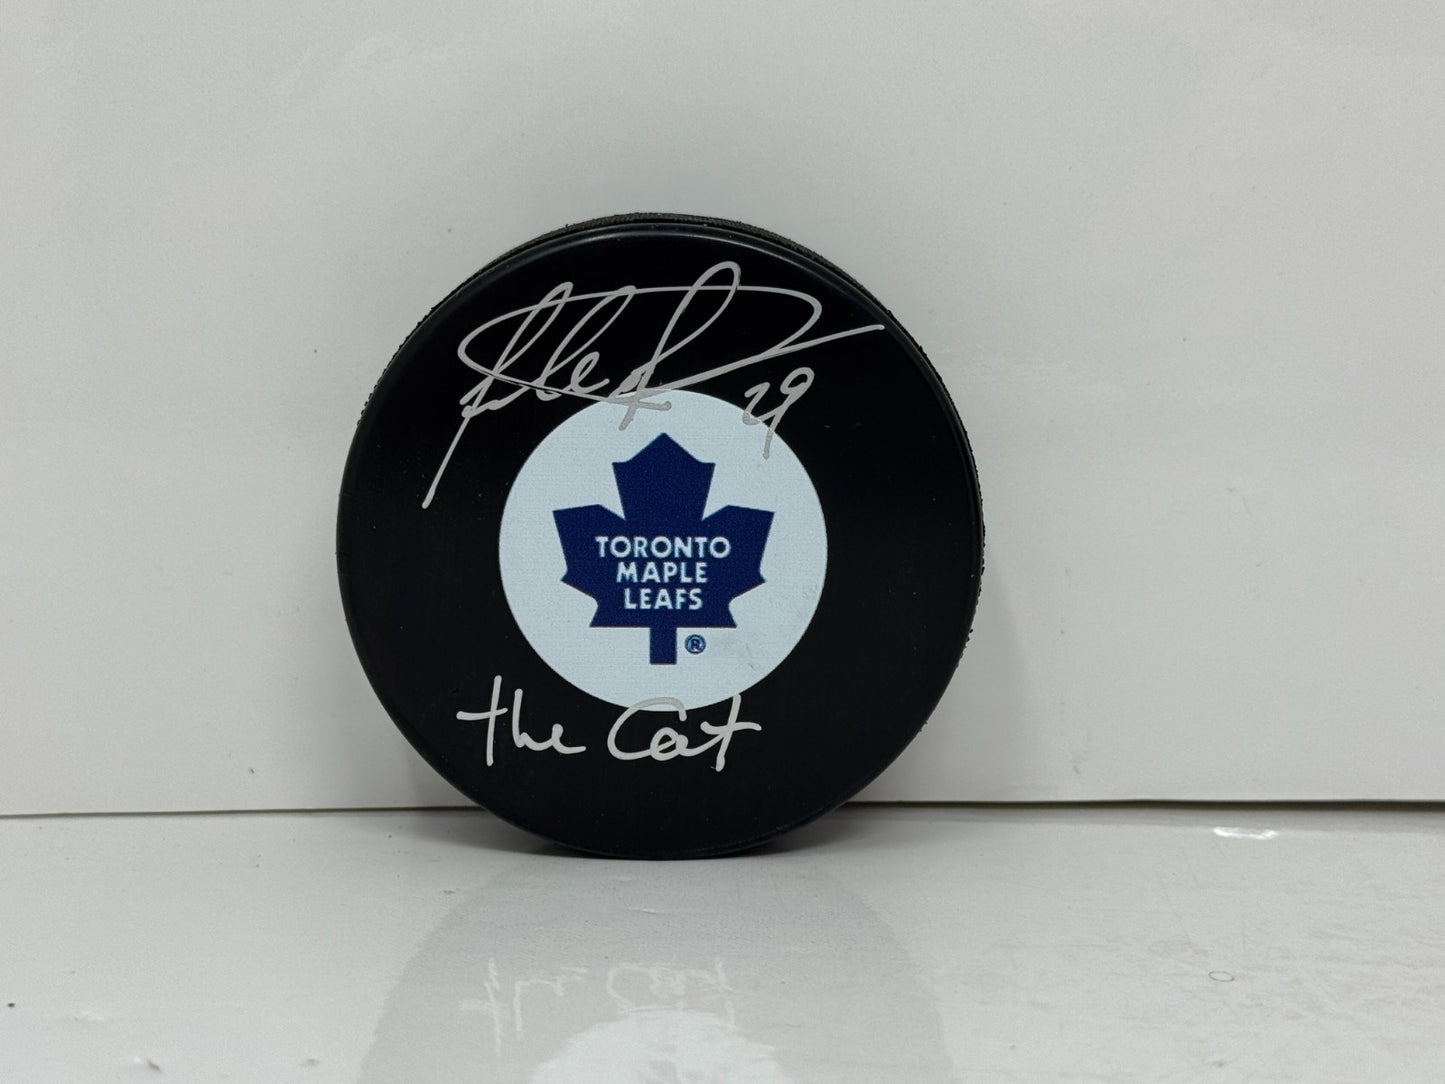 29
TORONTO
MAPLE
LEAFS
®
the Cat